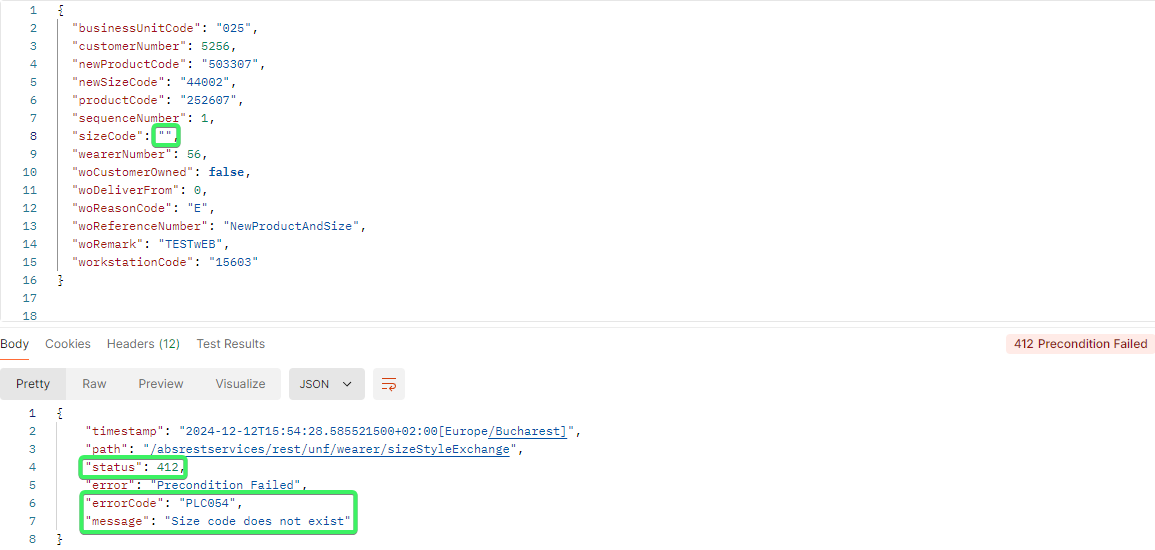 1 {
2 "businessUnitCode": "025",
3 "customerNumber": 5256,
4 "newProductCode": "503307",
5 "newSizeCode": "44002",
6 "productCode": "252607",
7 "sequenceNumber": 1,
8 "sizeCode": "",
9 "wearerNumber": 56,
10 "woCustomerOwned": false,
11 "woDeliverFrom": 0,
12 "woReasonCode": "E",
13 "woReferenceNumber": "NewProductAndSize",
14 "woRemark": "TESTwEB",
15 "workstationCode": "15603"
16 }
17
18
Body Cookies Headers (12) Test Results 412 Precondition Failed
Pretty Raw Preview Visualize JSON
1 {
2 "timestamp": "2024-12-12T15:54:28.585521500+02:00[Europe/Bucharest]",
3 "path": "/absrestservices/rest/unf/wearer/sizeStyleExchange",
4 "status": 412,
5 "error": "Precondition Failed",
6 "errorCode": "PLC054",
7 "message": "Size code does not exist"
8 }